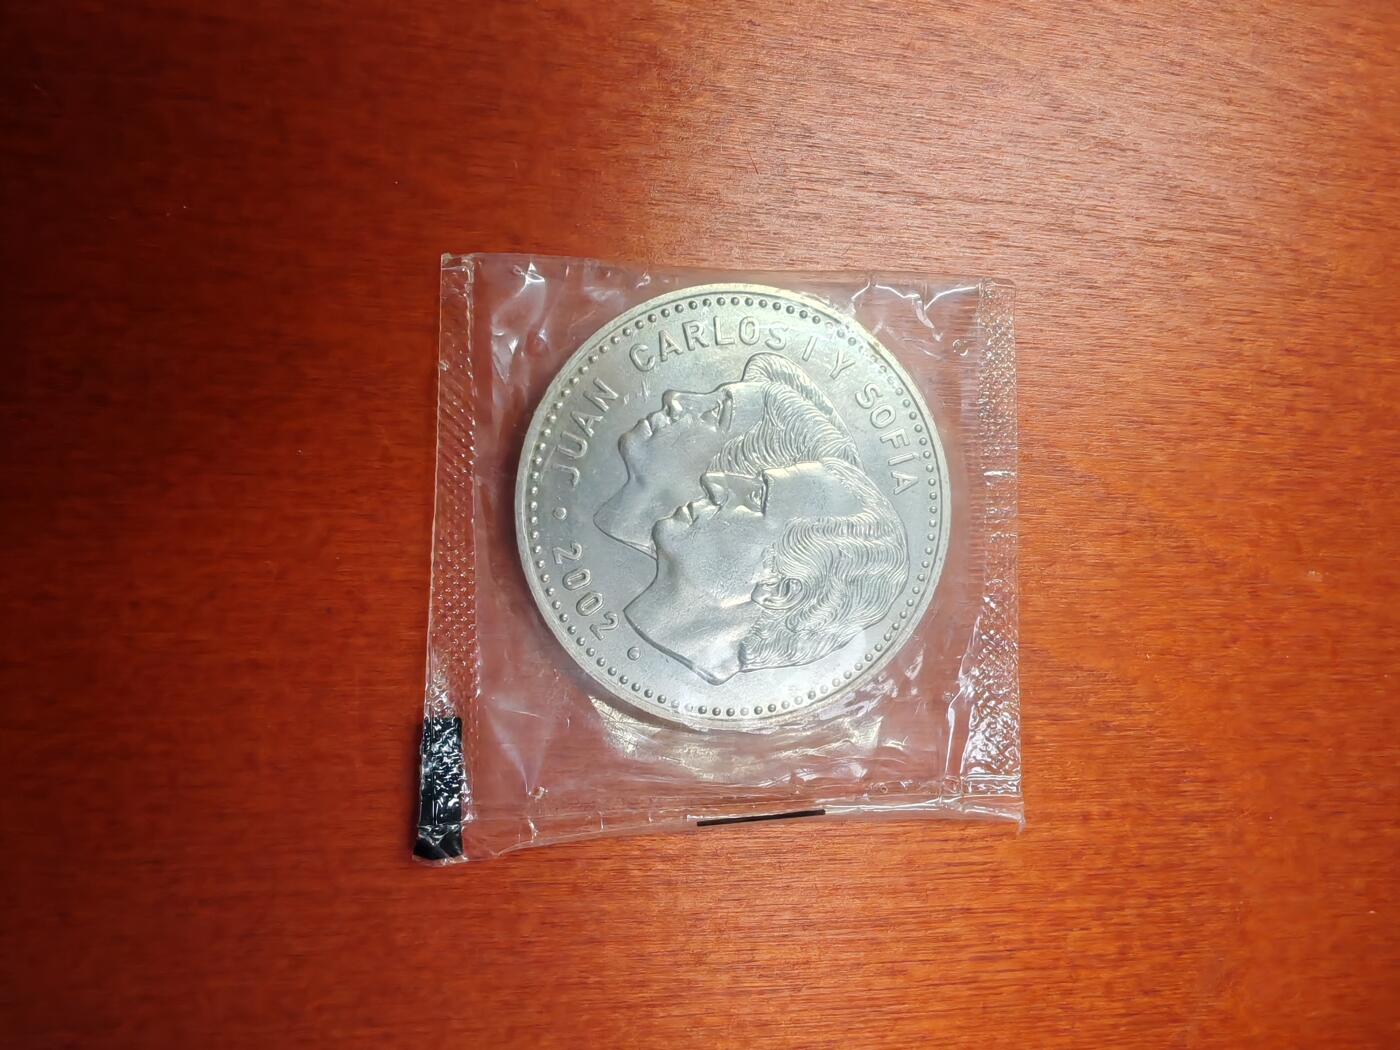 JUAN CARLOS I Y SOFÍA
• 2002 •